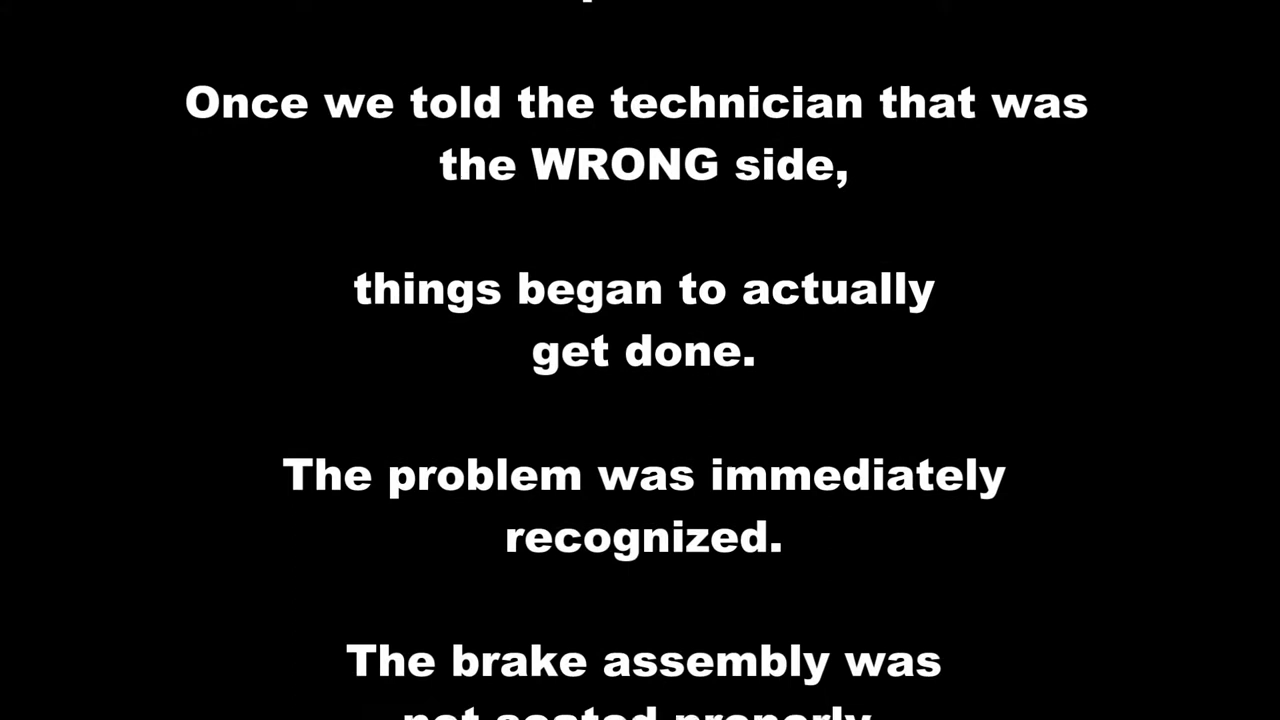 Once we told the technician that was
the WRONG side,
things began to actually
get done.
The problem was immediately
recognized.
The brake assembly was
not seated properly